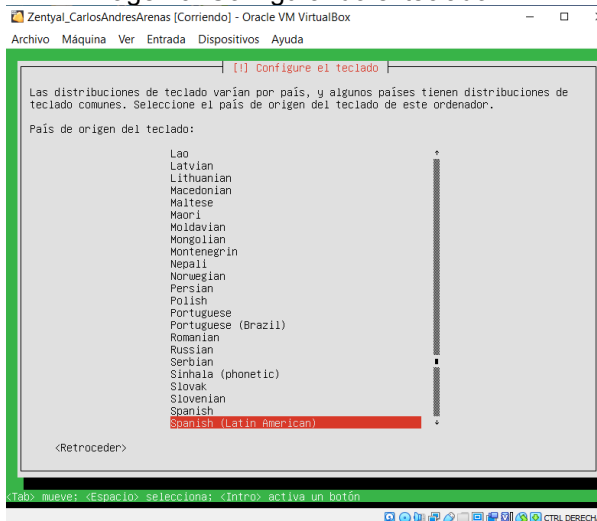 Zentyal_CarlosAndresArenas [Corriendo] - Oracle VM VirtualBox
Archivo Máquina Ver Entrada Dispositivos Ayuda
[!] Configure el teclado
Las distribuciones de teclado varían por país, y algunos países tienen distribuciones de
teclado comunes. Seleccione el país de origen del teclado de este ordenador.
País de origen del teclado:
Lao
Latvian
Lithuanian
Macedonian
Maltese
Maori
Moldavian
Mongolian
Montenegrin
Nepali
Norwegian
Persian
Polish
Portuguese
Portuguese (Brazil)
Romanian
Russian
Serbian
Sinhala (phonetic)
Slovak
Slovenian
Spanish
Spanish (Latin American)
<Retroceder>
<Tab> mueve; <Espacio> selecciona; <Intro> activa un botón
CTRL DERECH